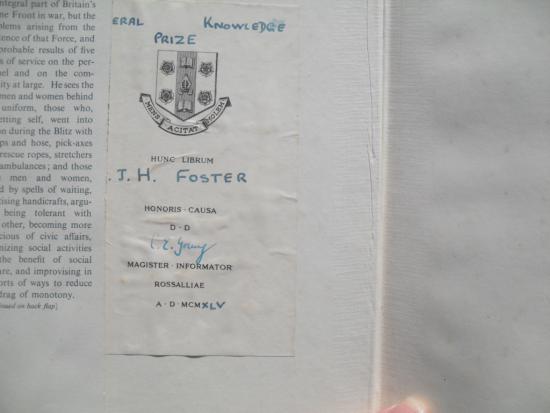 integral part of Britain's
ne Front in war, but the
blems arising from the
ence of that Force, and
probable results of five
s of service on the per-
nel and on the com-
ity at large. He sees the
men and women behind
uniform, those who,
etting self, went into
on during the Blitz with
ps and hose, pick-axes
rescue ropes, stretchers
ambulances; and those
men and women,
d by spells of waiting,
tising handicrafts, argu-
being tolerant with
other, becoming more
cious of civic affairs,
nizing social activities
the benefit of social
are, and improvising in
orts of ways to reduce
drag of monotony.
nued on back flap]
ERAL KNOWLEDGE
PRIZE
MENS AGITAT MOLEM
HUNC LIBRUM
J. H. FOSTER
HONORIS · CAUSA
D · D
Young
MAGISTER · INFORMATOR
ROSSALLIAE
A · D · MCMXLV